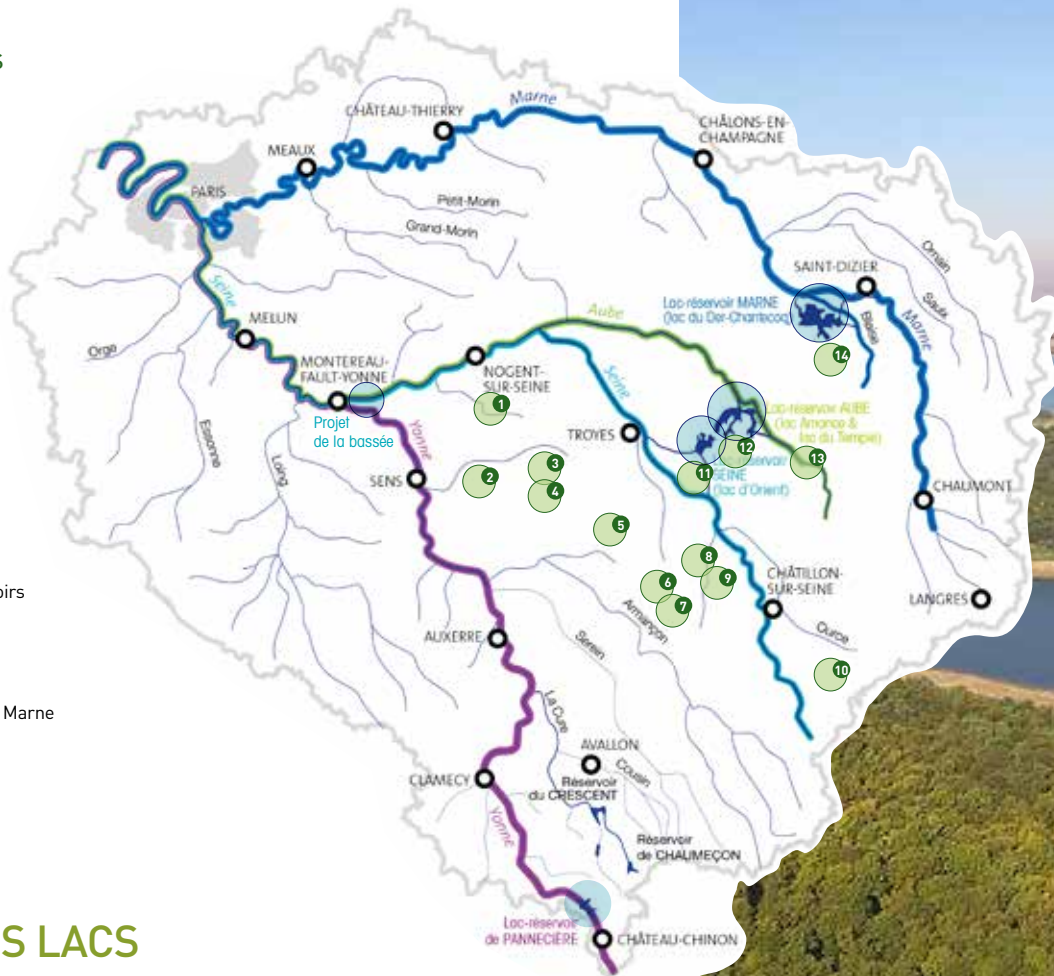 S
Marne
CHÂTEAU-THIERRY
CHÂLONS-EN-
CHAMPAGNE
MEAUX
PARIS
Petit-Morin
Grand-Morin
Ornain
Saulx
SAINT-DIZIER
Seine
Lac-réservoir MARNE
(lac du Der-Chantecoq)
Blaise
Marne
Aube
MELUN
Orge
14
MONTEREAU-
FAULT-YONNE
NOGENT-
SUR-SEINE
Seine
1
Projet
de la bassée
Lac-réservoir AUBE
(lac Amance &
lac du Temple)
Yonne
TROYES
12
13
Essonne
Loing
SENS
2
3
4
11
SEINE
(lac d'Orient)
CHAUMONT
5
8
9
6
7
CHÂTILLON-
SUR-SEINE
oirs
LANGRES
Armançon
Ource
AUXERRE
Serein
10
Marne
La Cure
AVALLON
Cousin
CLAMECY
Réservoir
du CRESCENT
Yonne
Réservoir
de CHAUMEÇON
Lac-réservoir
de PANNECIÈRE
CHÂTEAU-CHINON
S LACS